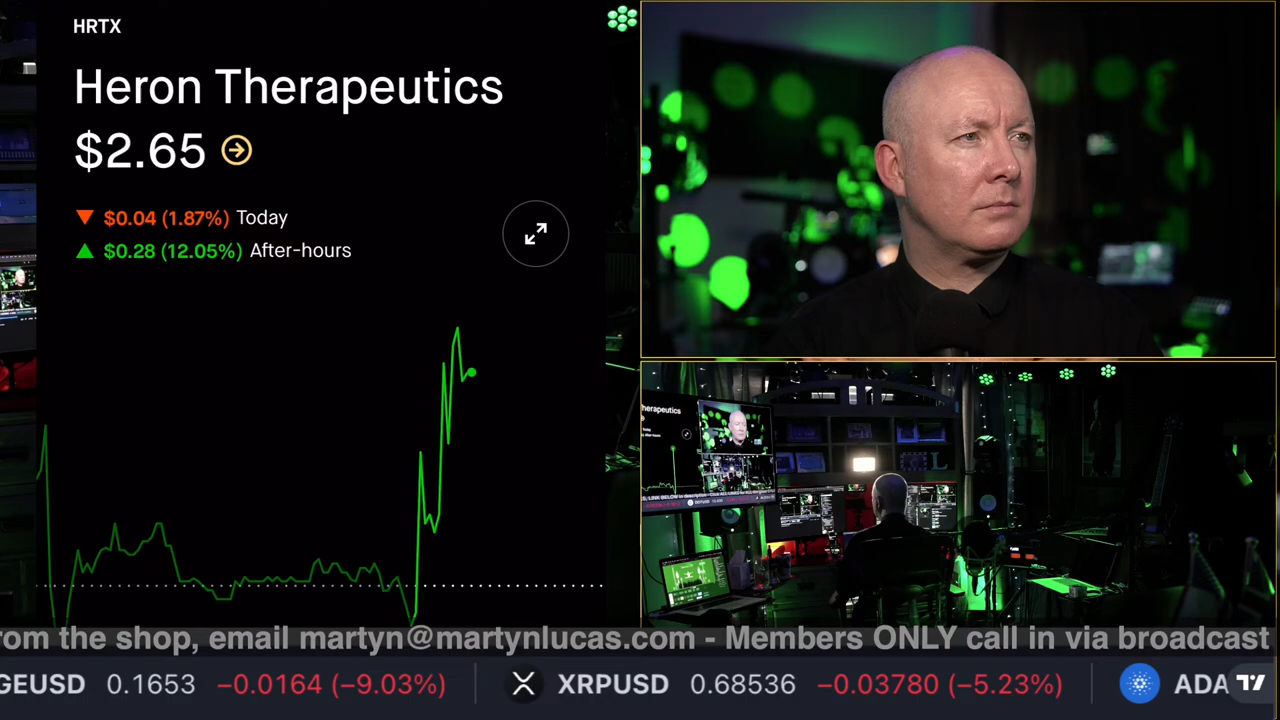 HRTX
Heron Therapeutics
$2.65
$0.04 (1.87%) Today
$0.28 (12.05%) After-hours
herapeutics
rom the shop, email martyn@martynlucas.com - Members ONLY call in via broadcast
GEUSD 0.1653 −0.0164 (−9.03%) XRPUSD 0.68536 −0.03780 (−5.23%) ADA